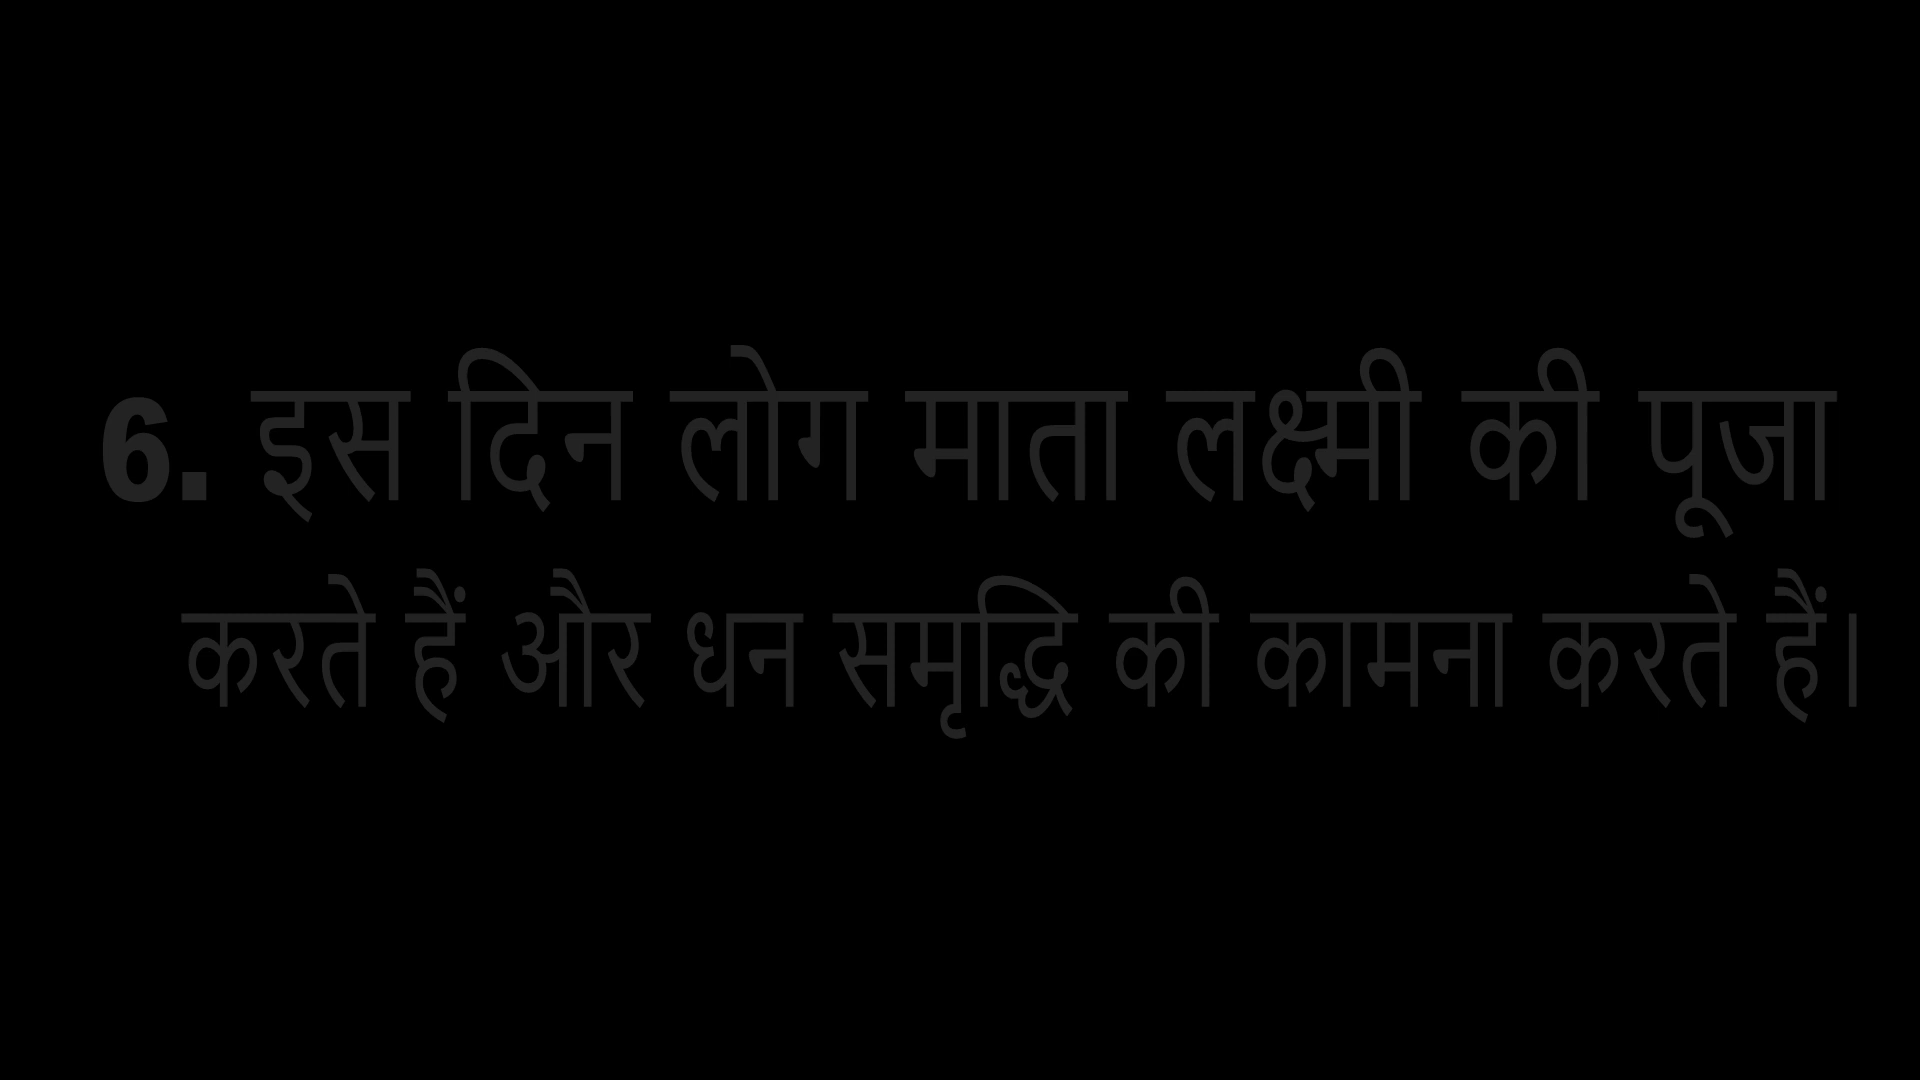 6. इस दिन लोग माता लक्ष्मी की पूजा
करते हैं और धन समृद्धि की कामना करते हैं।